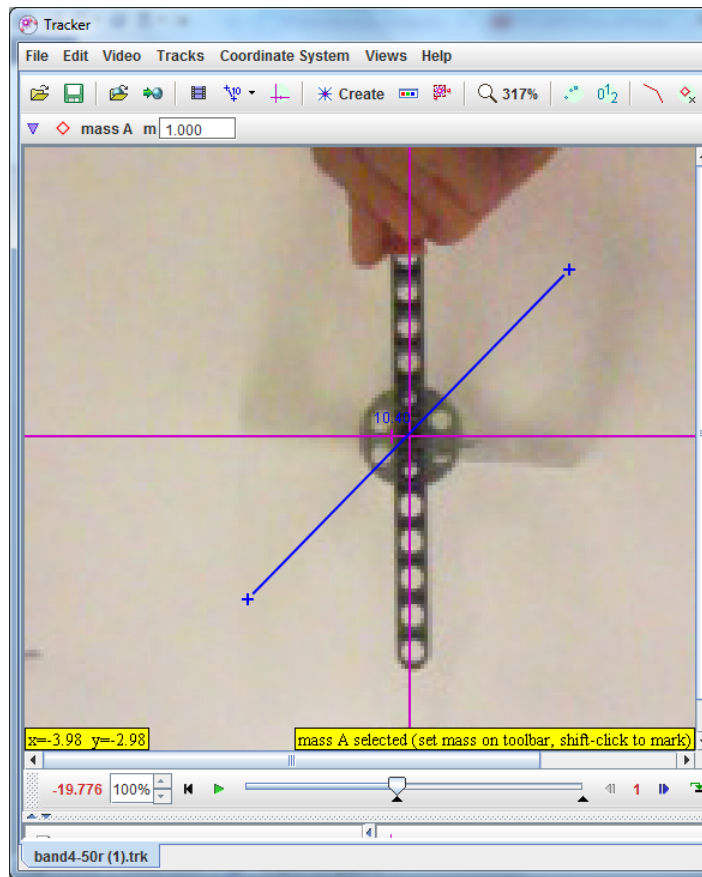 Tracker
File Edit Video Tracks Coordinate System Views Help
10 Create 317% 0 1 2
mass A m 1.000
10.40
x=-3.98 y=-2.98 mass A selected (set mass on toolbar, shift-click to mark)
-19.776 100% 1
band4-50r (1).trk